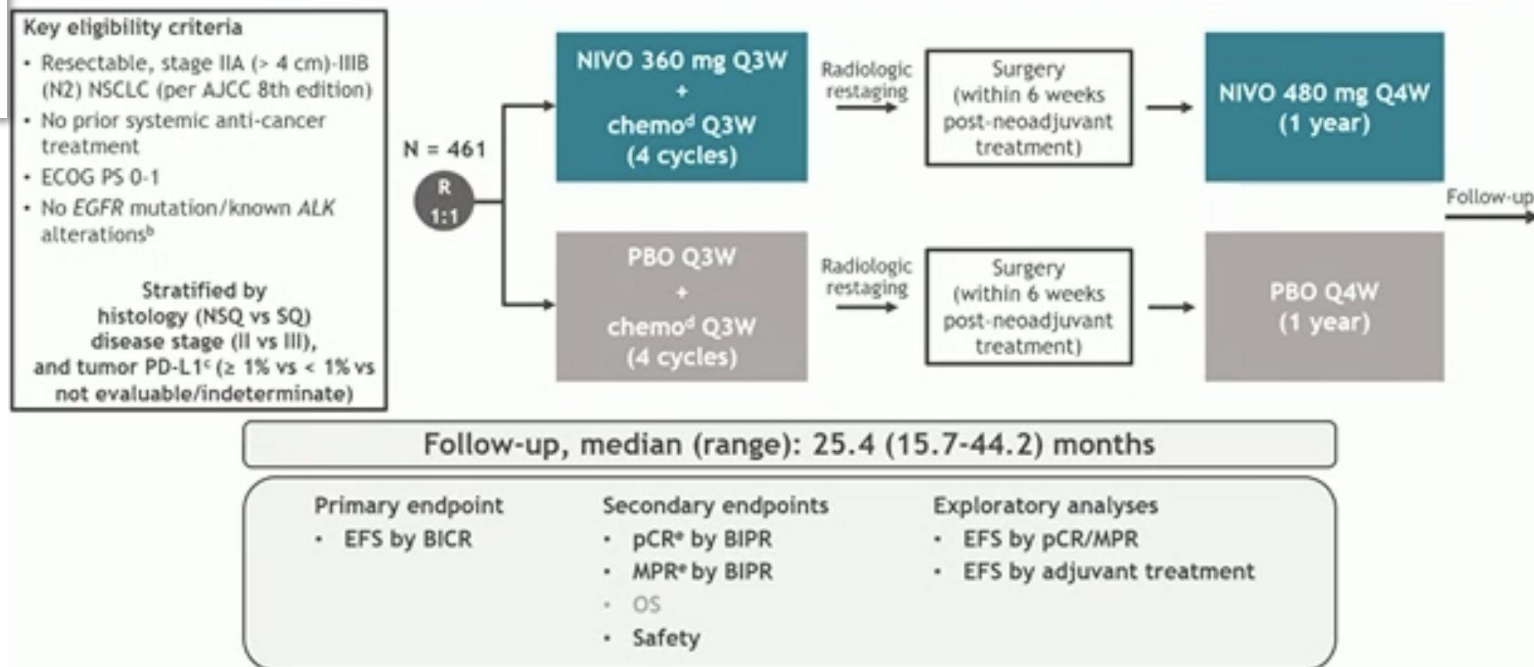 Key eligibility criteria
• Resectable, stage IIA (> 4 cm)-IIIB
(N2) NSCLC (per AJCC 8th edition)
• No prior systemic anti-cancer
treatment
• ECOG PS 0-1
• No EGFR mutation/known ALK
alterationsᵇ
Stratified by
histology (NSQ vs SQ)
disease stage (II vs III),
and tumor PD-L1ᶜ (≥ 1% vs < 1% vs
not evaluable/indeterminate)
N = 461
R
1:1
NIVO 360 mg Q3W
+
chemoᵈ Q3W
(4 cycles)
Radiologic
restaging
Surgery
(within 6 weeks
post-neoadjuvant
treatment)
NIVO 480 mg Q4W
(1 year)
PBO Q3W
+
chemoᵈ Q3W
(4 cycles)
Radiologic
restaging
Surgery
(within 6 weeks
post-neoadjuvant
treatment)
PBO Q4W
(1 year)
Follow-up
Follow-up, median (range): 25.4 (15.7-44.2) months
Primary endpoint
• EFS by BICR
Secondary endpoints
• pCRᵉ by BIPR
• MPRᵉ by BIPR
• OS
• Safety
Exploratory analyses
• EFS by pCR/MPR
• EFS by adjuvant treatment